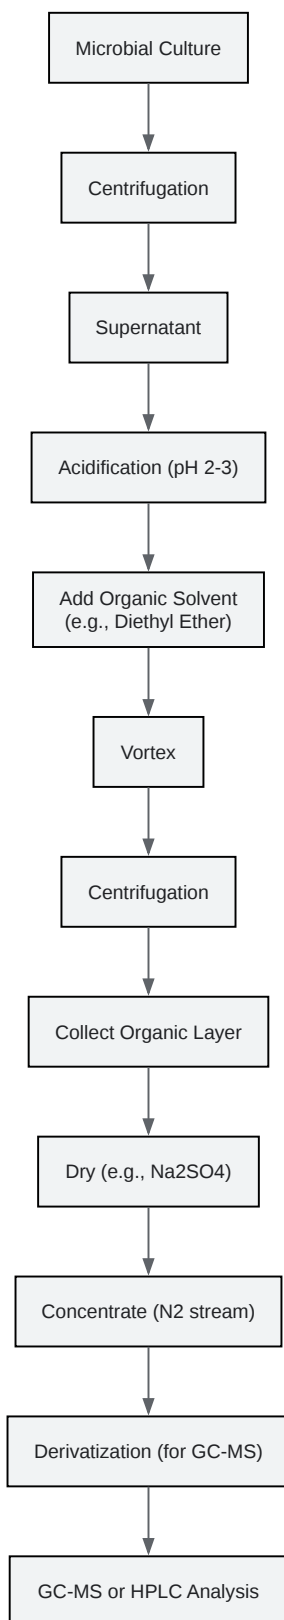 Microbial Culture
Centrifugation
Supernatant
Acidification (pH 2-3)
Add Organic Solvent
(e.g., Diethyl Ether)
Vortex
Centrifugation
Collect Organic Layer
Dry (e.g., Na2SO4)
Concentrate (N2 stream)
Derivatization (for GC-MS)
GC-MS or HPLC Analysis